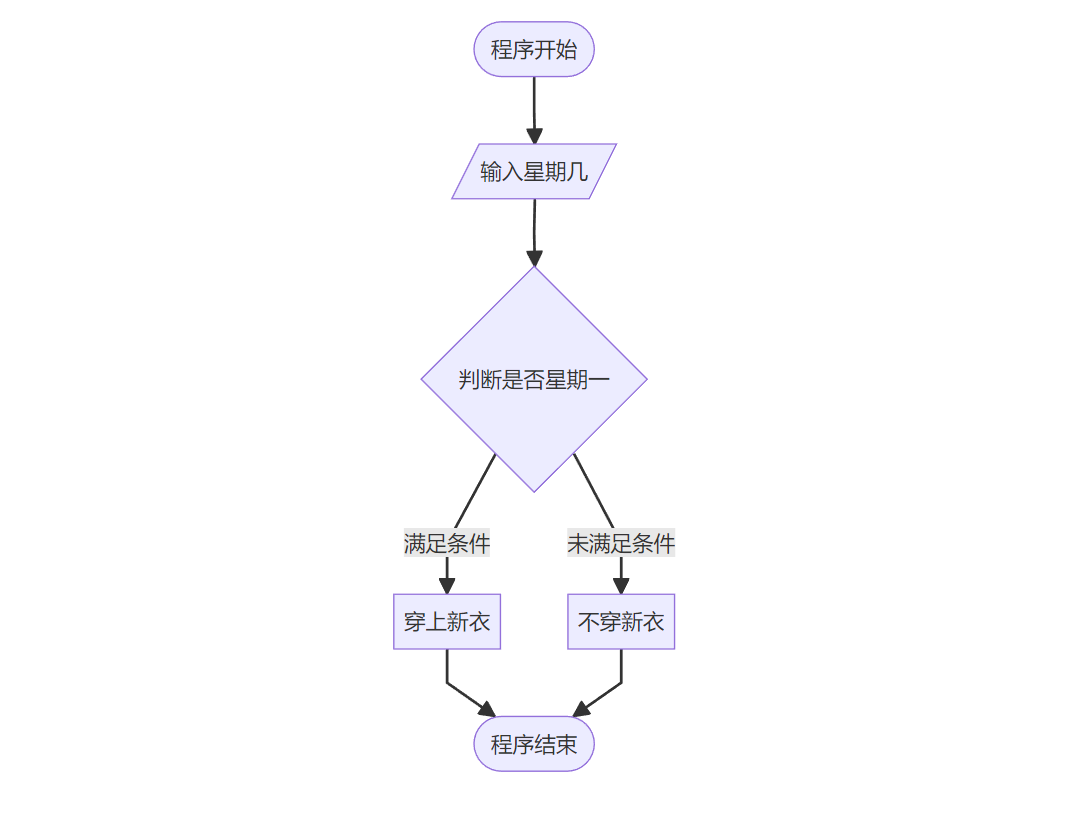 程序开始
输入星期几
判断是否星期一
满足条件
未满足条件
穿上新衣
不穿新衣
程序结束